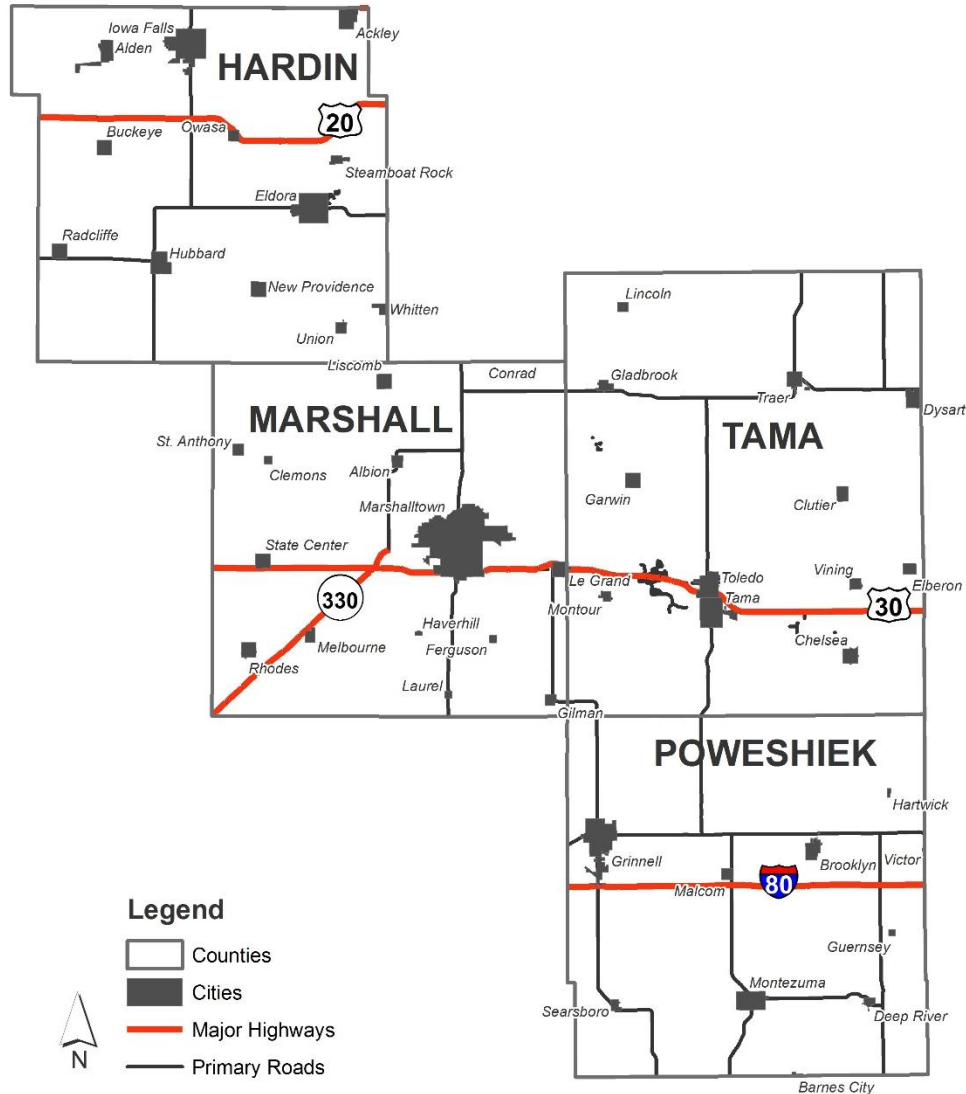 Iowa Falls
Alden
Ackley
HARDIN
20
Buckeye
Owasa
Steamboat Rock
Eldora
Radcliffe
Hubbard
New Providence
Whitten
Union
Lincoln
Liscomb
Conrad
Gladbrook
Traer
Dysart
MARSHALL
TAMA
St. Anthony
Clemons
Albion
Garwin
Clutier
Marshalltown
State Center
Le Grand
Toledo
Vining
Elberon
330
Montour
Tama
30
Haverhill
Chelsea
Melbourne
Ferguson
Rhodes
Laurel
Gilman
POWESHIEK
Hartwick
Grinnell
Brooklyn
Victor
Malcom
80
Guernsey
Montezuma
Searsboro
Deep River
Barnes City
Legend
Counties
Cities
Major Highways
Primary Roads
N